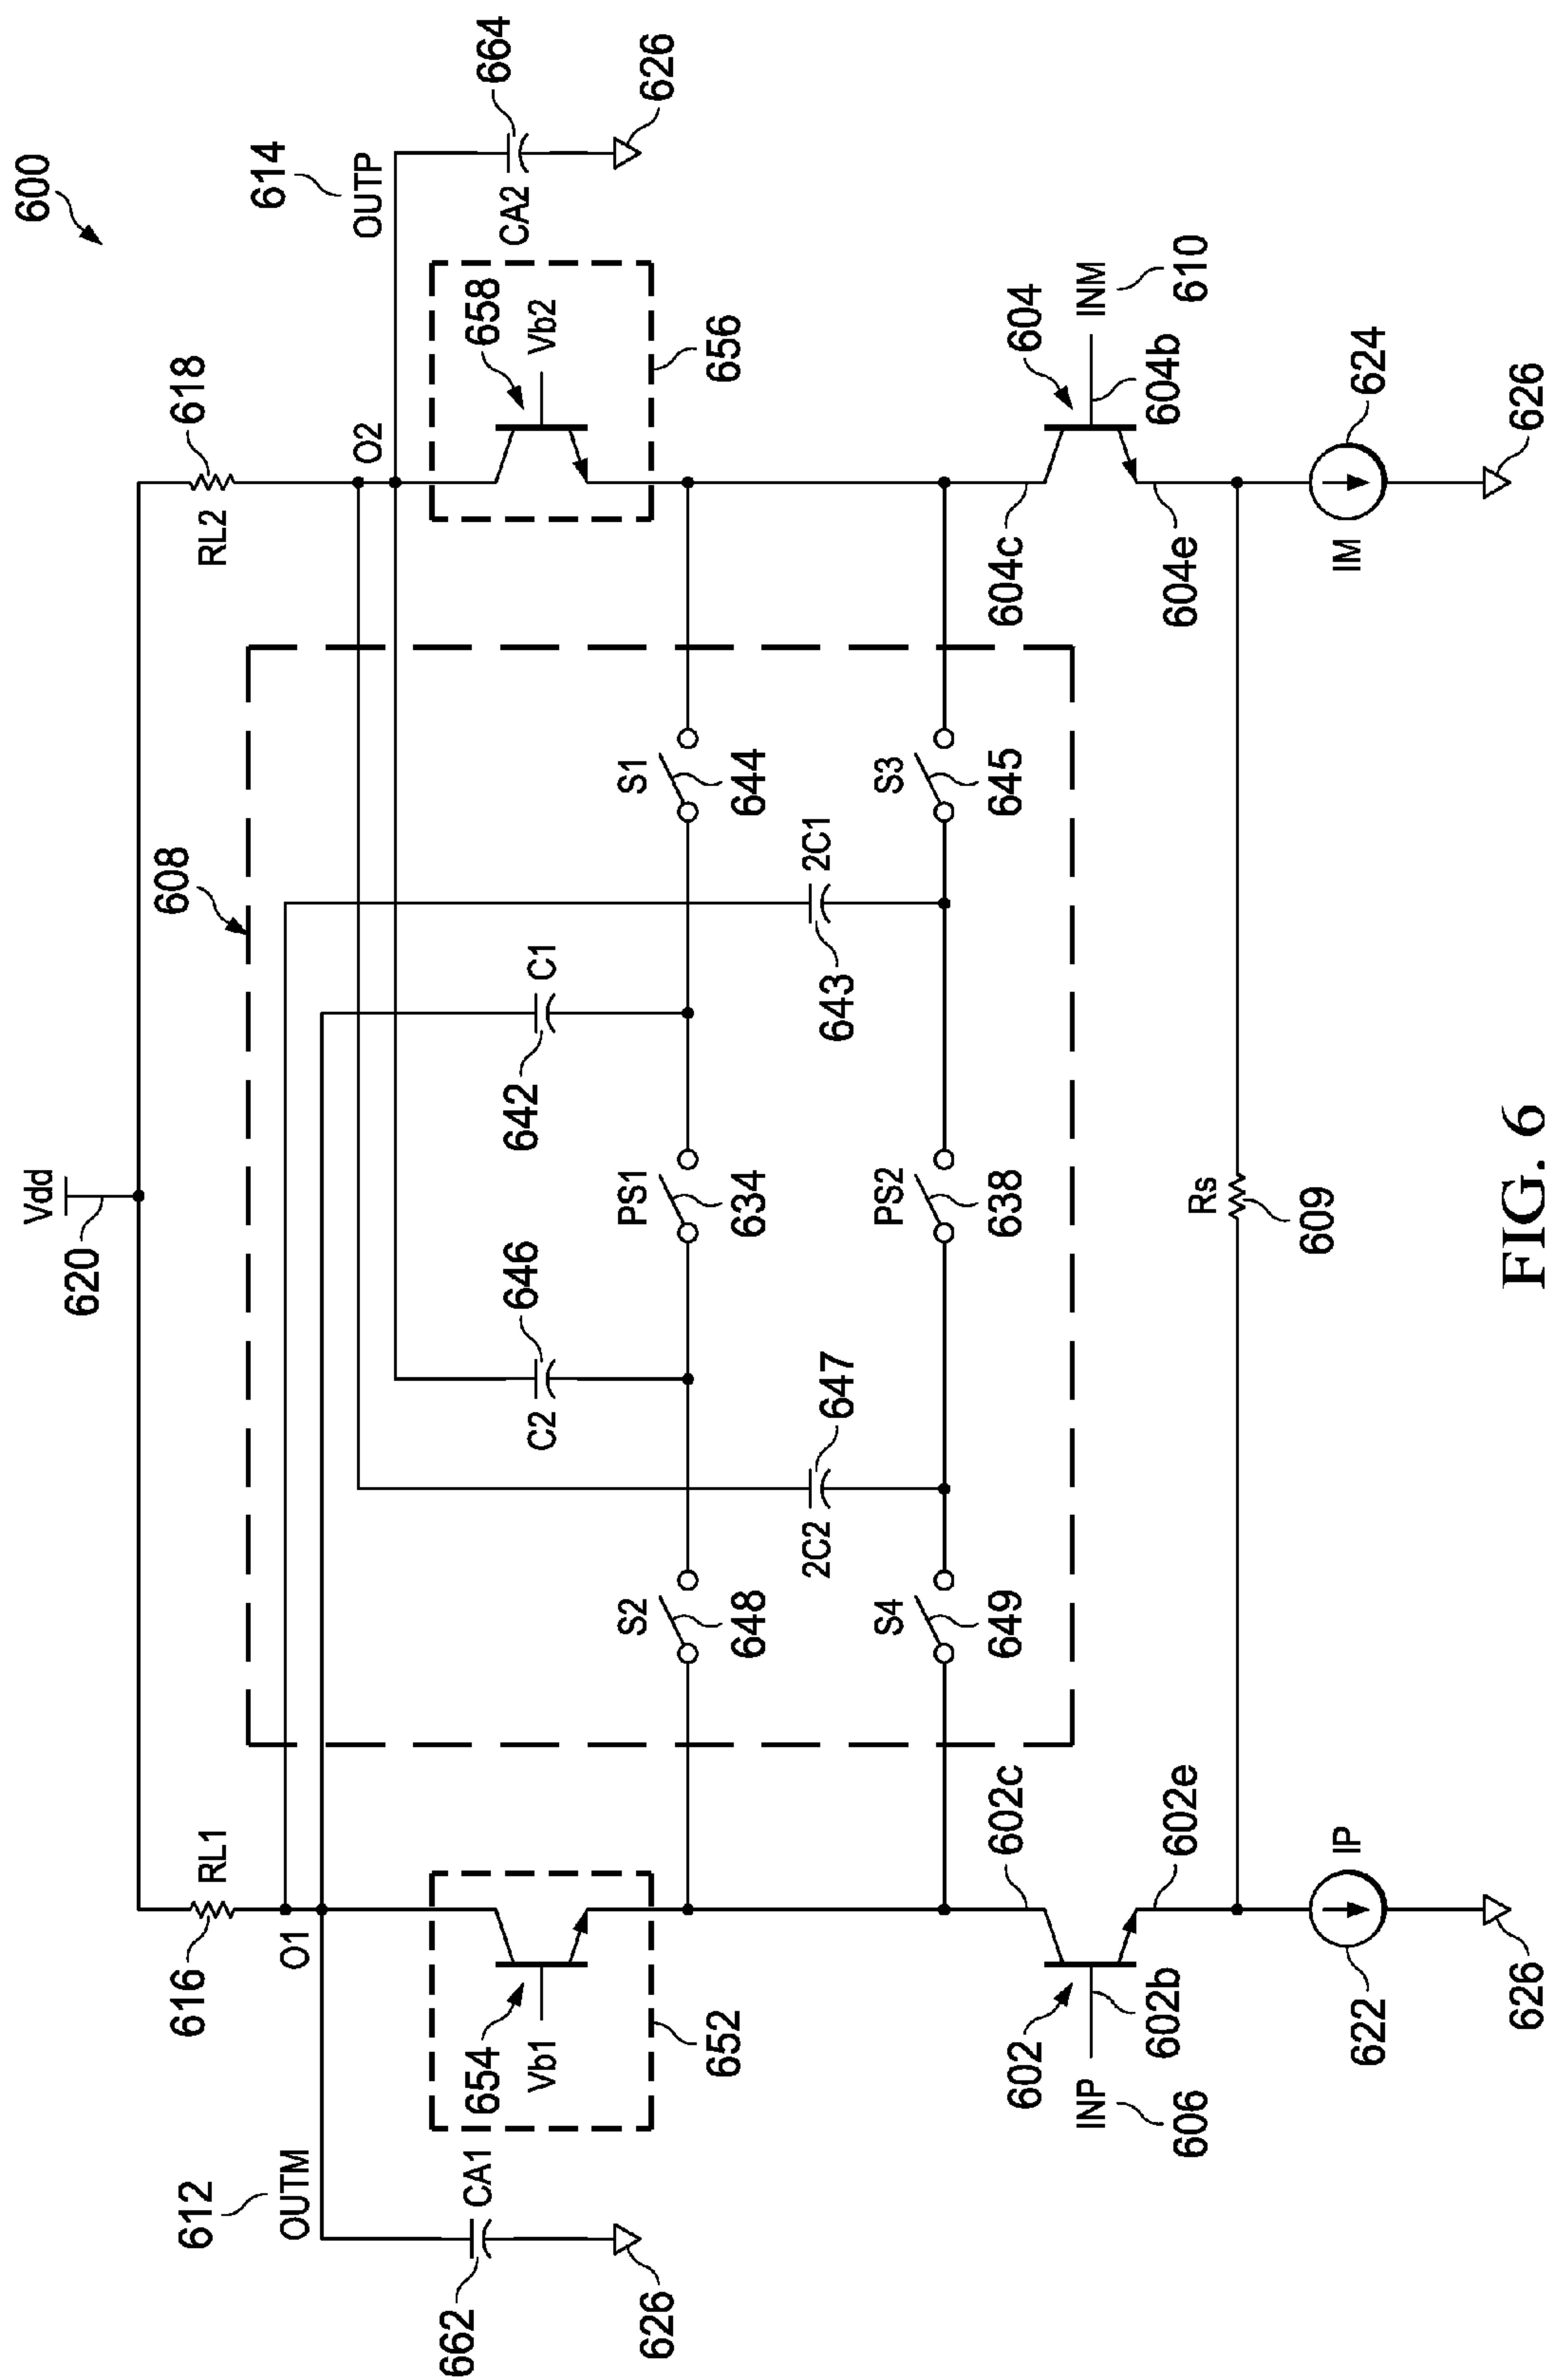 600
Vdd
620
616
RL1
RL2
618
608
612
OUTM
O1
O2
614
OUTP
662
CA1
654
Vb1
652
C2
646
642
C1
658
Vb2
656
CA2
664
626
626
S2
648
PS1
634
S1
644
2C2
647
643
2C1
S4
649
PS2
638
S3
645
602c
604c
602
INP
606
602b
602e
604
INM
610
604b
604e
Rs
609
IP
622
IM
624
626
626
FIG. 6